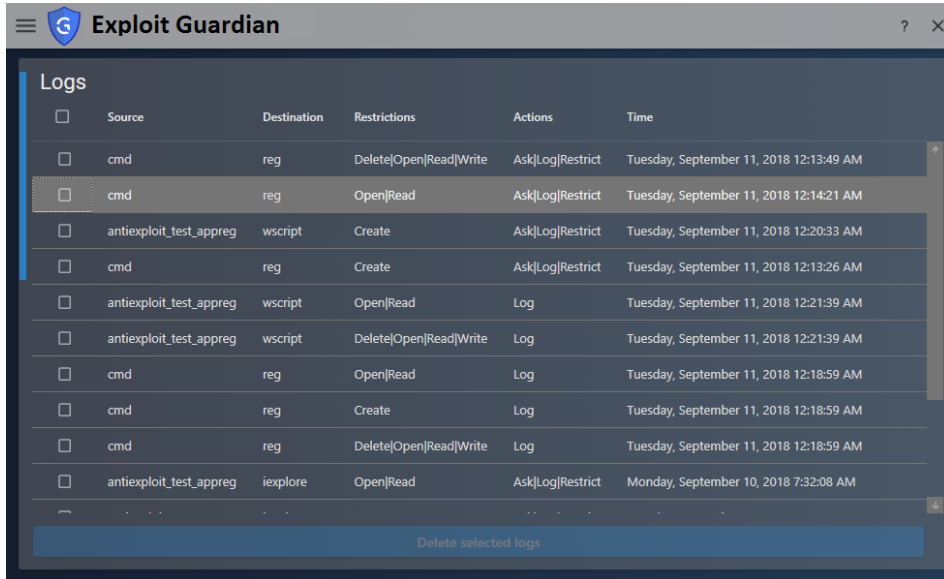 G Exploit Guardian ? ×
Logs
Source Destination Restrictions Actions Time
cmd reg Delete|Open|Read|Write Ask|Log|Restrict Tuesday, September 11, 2018 12:13:49 AM
cmd reg Open|Read Ask|Log|Restrict Tuesday, September 11, 2018 12:14:21 AM
antiexploit_test_appreg wscript Create Ask|Log|Restrict Tuesday, September 11, 2018 12:20:33 AM
cmd reg Create Ask|Log|Restrict Tuesday, September 11, 2018 12:13:26 AM
antiexploit_test_appreg wscript Open|Read Log Tuesday, September 11, 2018 12:21:39 AM
antiexploit_test_appreg wscript Delete|Open|Read|Write Log Tuesday, September 11, 2018 12:21:39 AM
cmd reg Open|Read Log Tuesday, September 11, 2018 12:18:59 AM
cmd reg Create Log Tuesday, September 11, 2018 12:18:59 AM
cmd reg Delete|Open|Read|Write Log Tuesday, September 11, 2018 12:18:59 AM
antiexploit_test_appreg iexplore Open|Read Ask|Log|Restrict Monday, September 10, 2018 7:32:08 AM
Delete selected logs